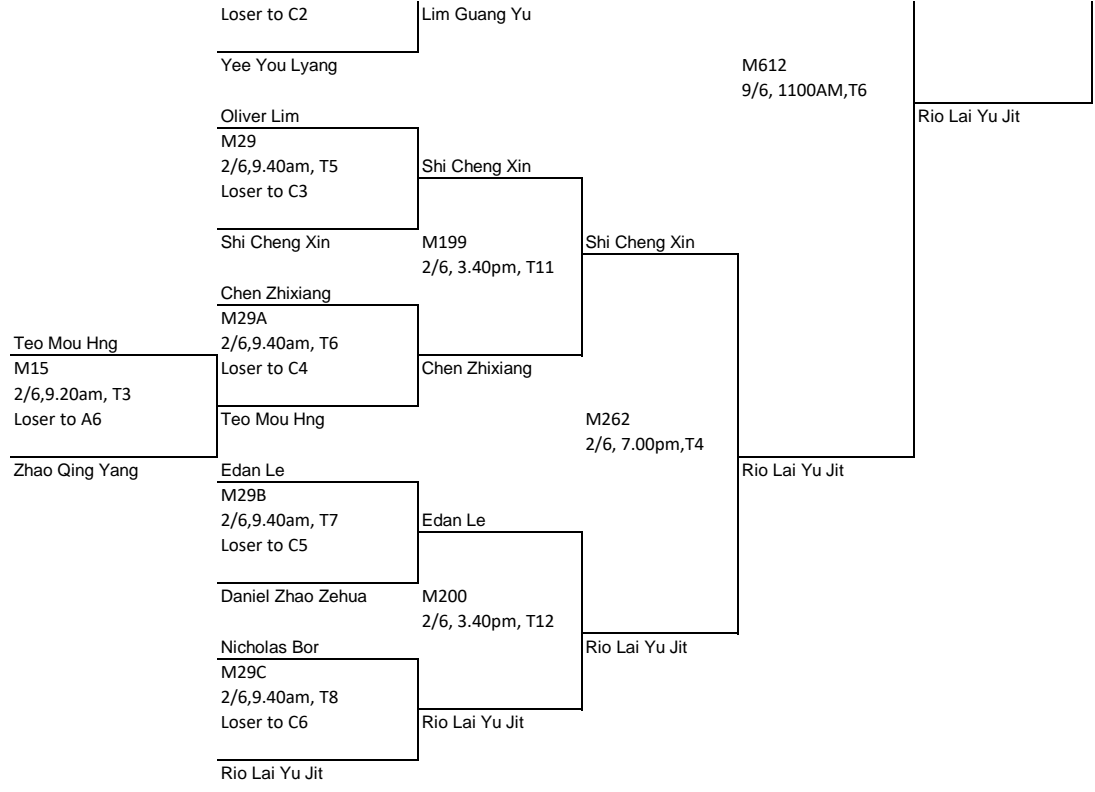 Loser to C2
Lim Guang Yu
Yee You Lyang
M612
9/6, 1100AM,T6
Rio Lai Yu Jit
Oliver Lim
M29
2/6,9.40am, T5
Loser to C3
Shi Cheng Xin
Shi Cheng Xin
M199
2/6, 3.40pm, T11
Shi Cheng Xin
Chen Zhixiang
M29A
2/6,9.40am, T6
Loser to C4
Chen Zhixiang
Teo Mou Hng
M15
2/6,9.20am, T3
Loser to A6
Teo Mou Hng
Zhao Qing Yang
M262
2/6, 7.00pm,T4
Rio Lai Yu Jit
Edan Le
M29B
2/6,9.40am, T7
Loser to C5
Edan Le
Daniel Zhao Zehua
M200
2/6, 3.40pm, T12
Rio Lai Yu Jit
Nicholas Bor
M29C
2/6,9.40am, T8
Loser to C6
Rio Lai Yu Jit
Rio Lai Yu Jit